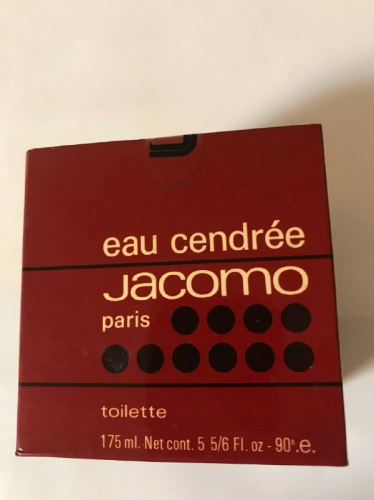 eau cendrée
Jacomo
paris
toilette
175 ml. Net cont. 5 5/6 Fl. oz - 90°.e.